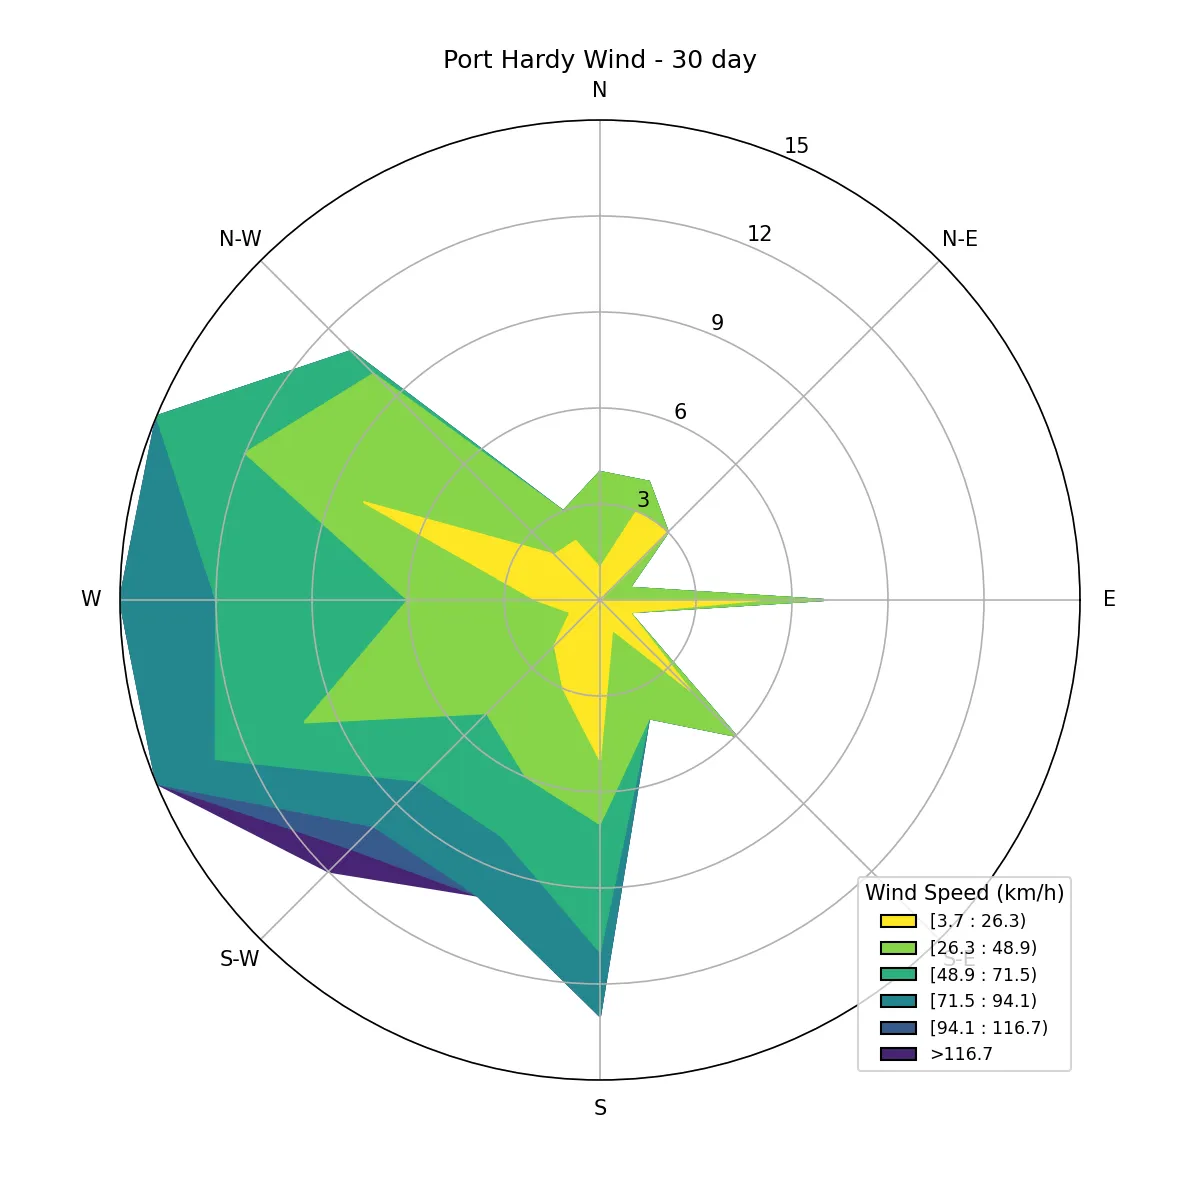 Port Hardy Wind - 30 day
N
15
N-W
12
N-E
9
6
3
W
E
Wind Speed (km/h)
[3.7 : 26.3)
[26.3 : 48.9)
S-W
S-E
[48.9 : 71.5)
[71.5 : 94.1)
[94.1 : 116.7)
>116.7
S